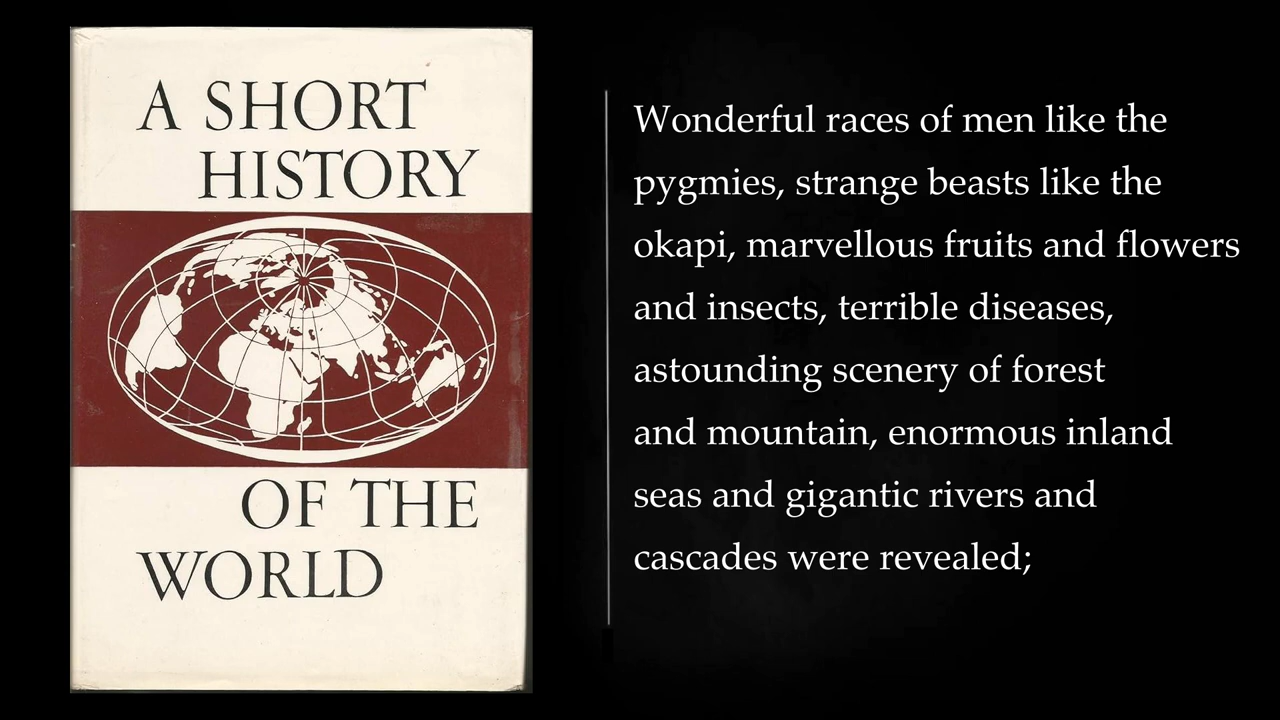 A SHORT
HISTORY
OF THE
WORLD
Wonderful races of men like the
pygmies, strange beasts like the
okapi, marvellous fruits and flowers
and insects, terrible diseases,
astounding scenery of forest
and mountain, enormous inland
seas and gigantic rivers and
cascades were revealed;